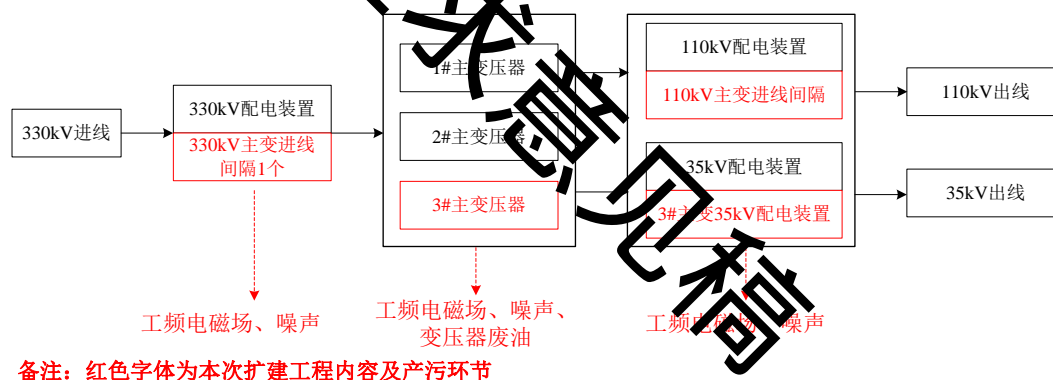 330kV进线
330kV配电装置
330kV主变进线
间隔1个
1#主变压器
2#主变压器
3#主变压器
110kV配电装置
110kV主变进线间隔
35kV配电装置
3#主变35kV配电装置
110kV出线
35kV出线
工频电磁场、噪声
工频电磁场、噪声、
变压器废油
工频电磁场、噪声
求意见稿
备注：红色字体为本次扩建工程内容及产污环节